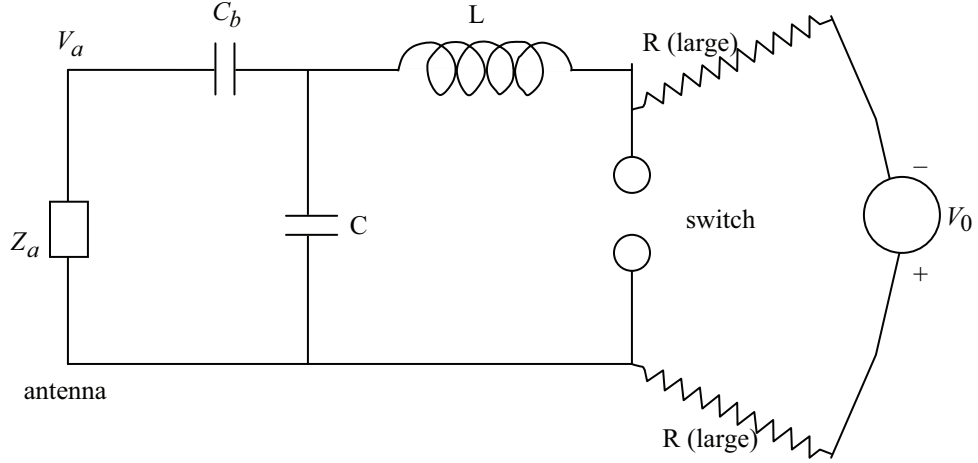 C_b
L
V_a
R (large)
−
switch
V_0
Z_a
C
+
antenna
R (large)